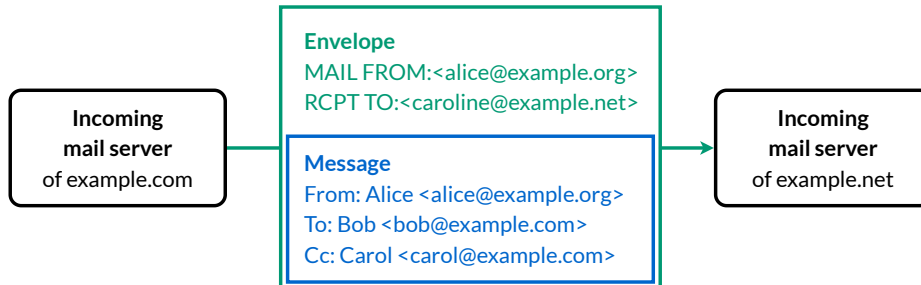 Incoming
mail server
of example.com
Envelope
MAIL FROM:<alice@example.org>
RCPT TO:<caroline@example.net>
Message
From: Alice <alice@example.org>
To: Bob <bob@example.com>
Cc: Carol <carol@example.com>
Incoming
mail server
of example.net